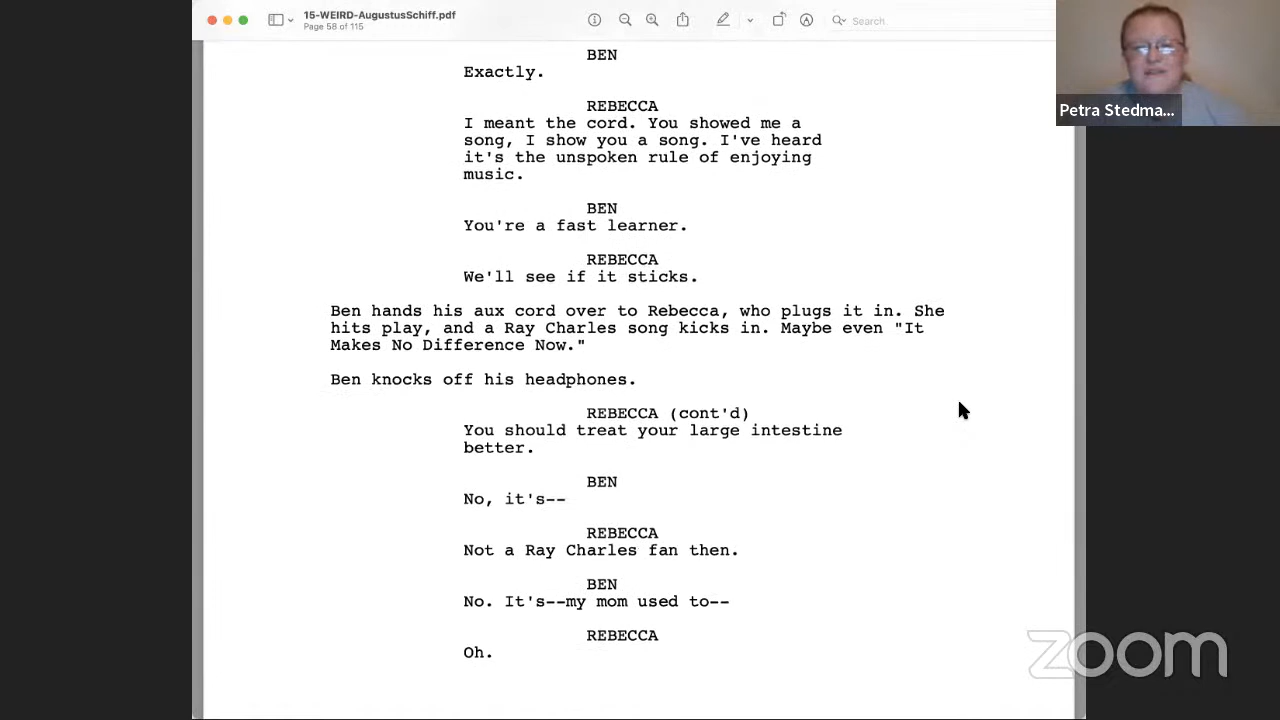 15-WEIRD-AugustusSchiff.pdf
Page 58 of 115
Search
Petra Stedma...
BEN
Exactly.
REBECCA
I meant the cord. You showed me a
song, I show you a song. I've heard
it's the unspoken rule of enjoying
music.
BEN
You're a fast learner.
REBECCA
We'll see if it sticks.
Ben hands his aux cord over to Rebecca, who plugs it in. She
hits play, and a Ray Charles song kicks in. Maybe even "It
Makes No Difference Now."
Ben knocks off his headphones.
REBECCA (cont'd)
You should treat your large intestine
better.
BEN
No, it's--
REBECCA
Not a Ray Charles fan then.
BEN
No. It's--my mom used to--
REBECCA
Oh.
zoom